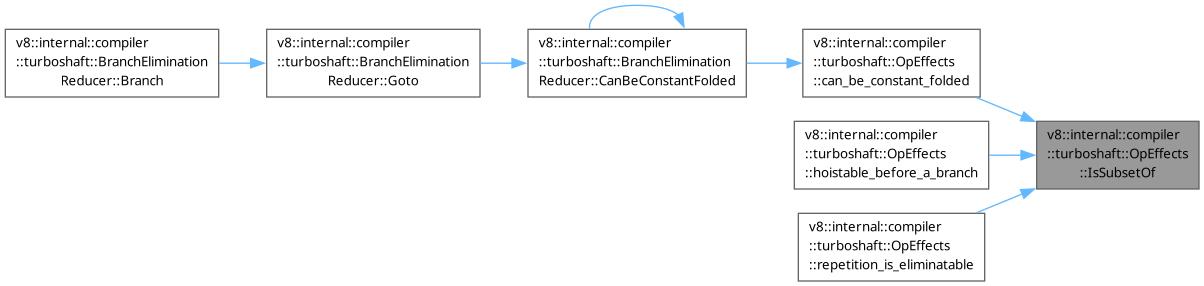 v8::internal::compiler
::turboshaft::BranchElimination
Reducer::Branch
v8::internal::compiler
::turboshaft::BranchElimination
Reducer::Goto
v8::internal::compiler
::turboshaft::BranchElimination
Reducer::CanBeConstantFolded
v8::internal::compiler
::turboshaft::OpEffects
::can_be_constant_folded
v8::internal::compiler
::turboshaft::OpEffects
::hoistable_before_a_branch
v8::internal::compiler
::turboshaft::OpEffects
::repetition_is_eliminatable
v8::internal::compiler
::turboshaft::OpEffects
::IsSubsetOf